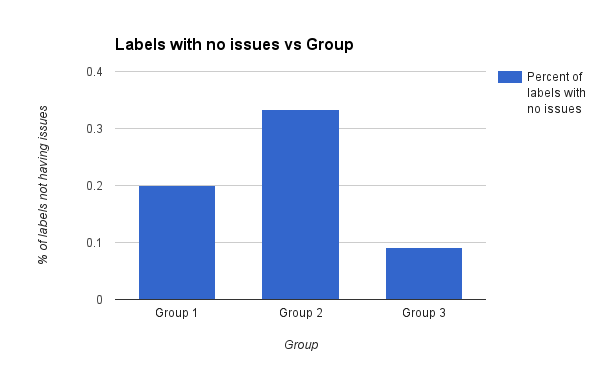 Labels with no issues vs Group
0.4
0.3
0.2
0.1
0
% of labels not having issues
Group 1
Group 2
Group 3
Group
Percent of
labels with
no issues